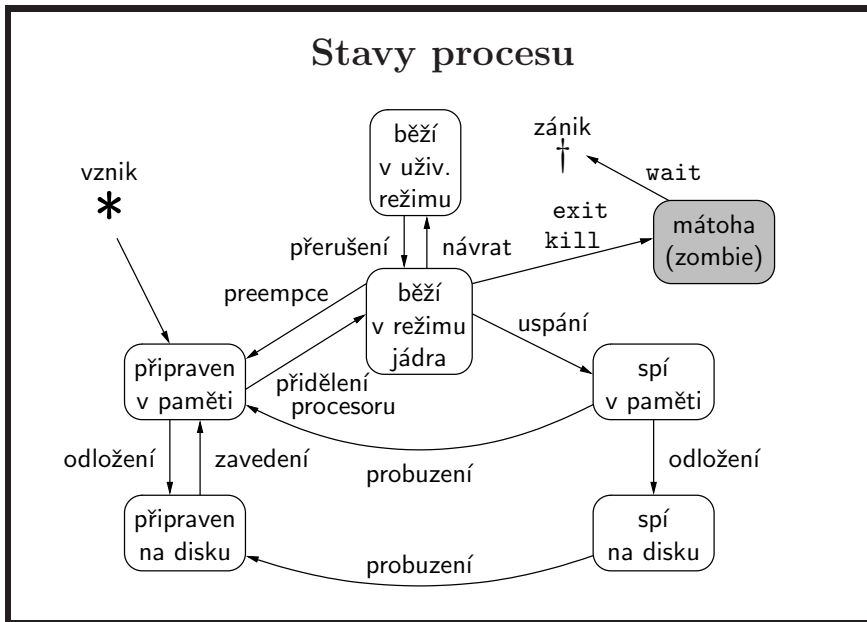 Stavy procesu
běží
v uživ.
režimu
zánik
†
vznik
*
wait
exit
kill
mátoha
(zombie)
přerušení
návrat
preempce
běží
v režimu
jádra
uspání
připraven
v paměti
přidělení
procesoru
spí
v paměti
odložení
zavedení
probuzení
odložení
připraven
na disku
probuzení
spí
na disku